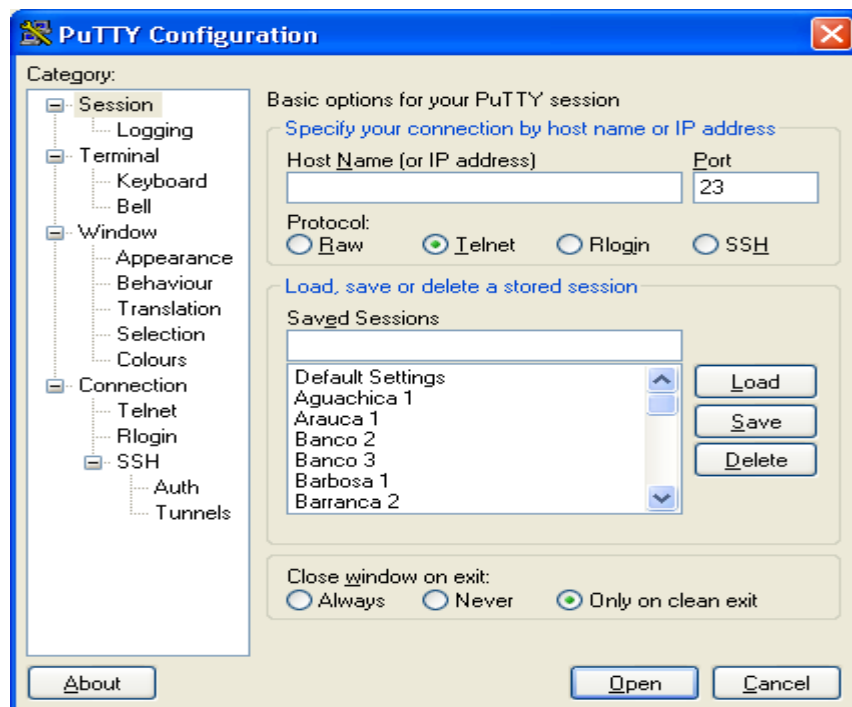 PuTTY Configuration
Category:
Session
Logging
Terminal
Keyboard
Bell
Window
Appearance
Behaviour
Translation
Selection
Colours
Connection
Telnet
Rlogin
SSH
Auth
Tunnels
Basic options for your PuTTY session
Specify your connection by host name or IP address
Host Name (or IP address) Port
23
Protocol:
Raw Telnet Rlogin SSH
Load, save or delete a stored session
Saved Sessions
Default Settings
Aguachica 1
Arauca 1
Banco 2
Banco 3
Barbosa 1
Barranca 2
Load
Save
Delete
Close window on exit:
Always Never Only on clean exit
About Open Cancel